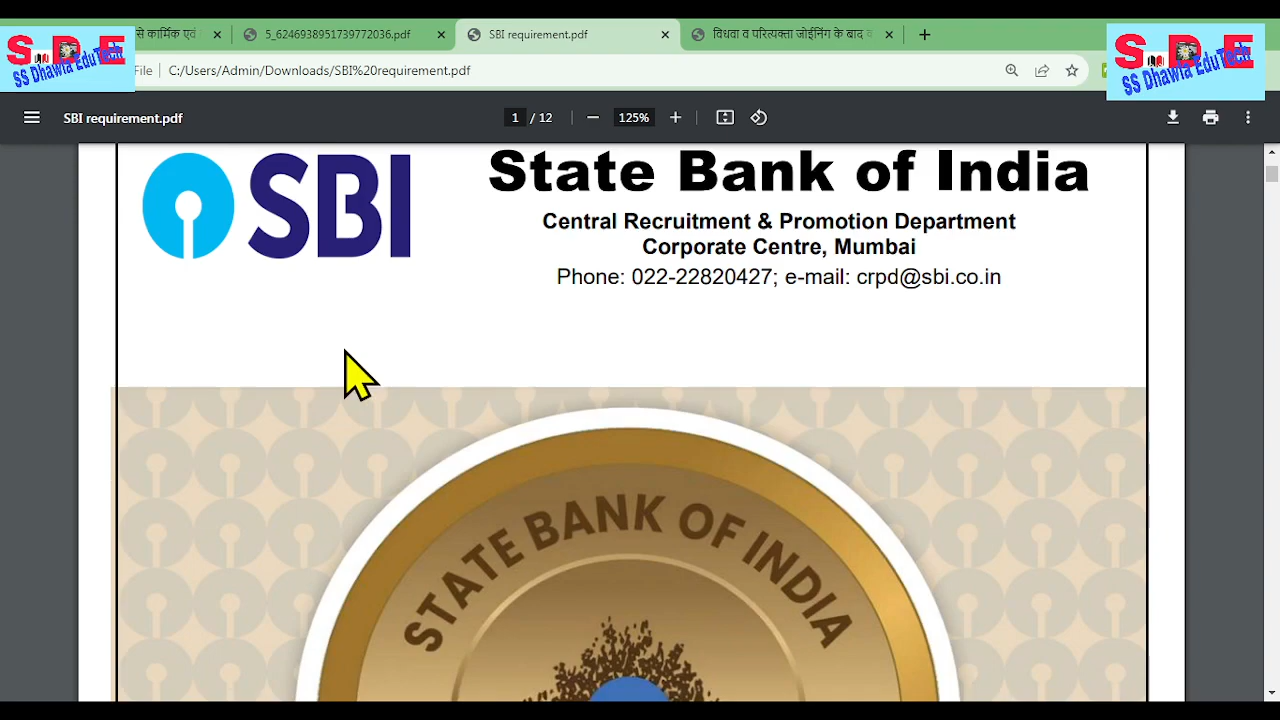 से कार्मिक एवं
5_6246938951739772036.pdf
SBI requirement.pdf
विधवा व परित्यक्ता जोईनिंग के बाद
SDE
SS Dhawla EduTech
File
C:/Users/Admin/Downloads/SBI%20requirement.pdf
SDE
SS Dhawla EduTech
SBI requirement.pdf
1 / 12
125%
SBI
State Bank of India
Central Recruitment & Promotion Department
Corporate Centre, Mumbai
Phone: 022-22820427; e-mail: crpd@sbi.co.in
STATE BANK OF INDIA